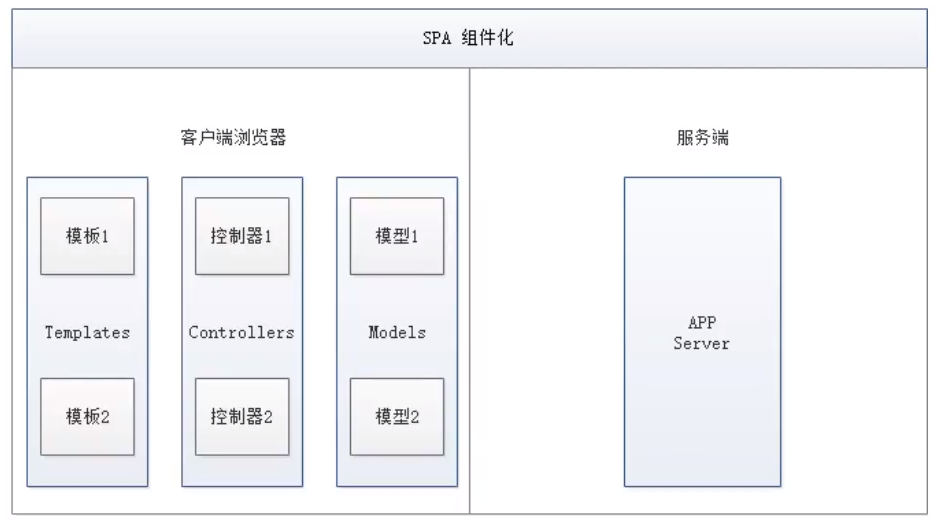 SPA 组件化
客户端浏览器
服务端
模板1
控制器1
模型1
Templates
Controllers
Models
APP
Server
模板2
控制器2
模型2